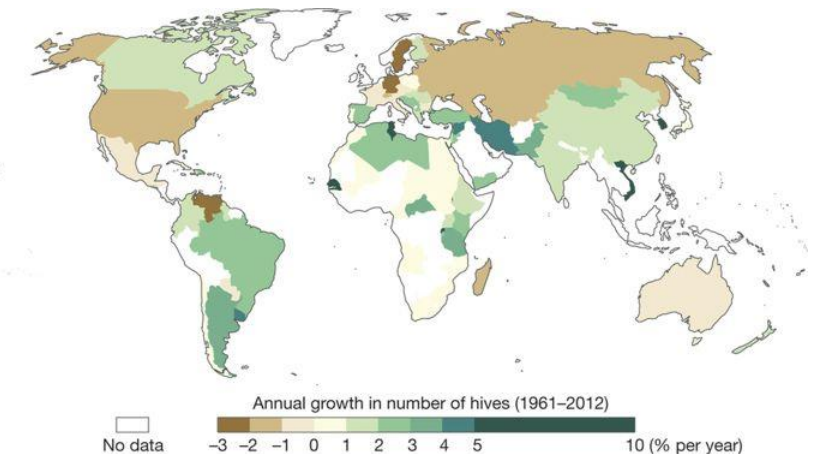 Annual growth in number of hives (1961–2012)
No data
–3 –2 –1 0 1 2 3 4 5 10 (% per year)